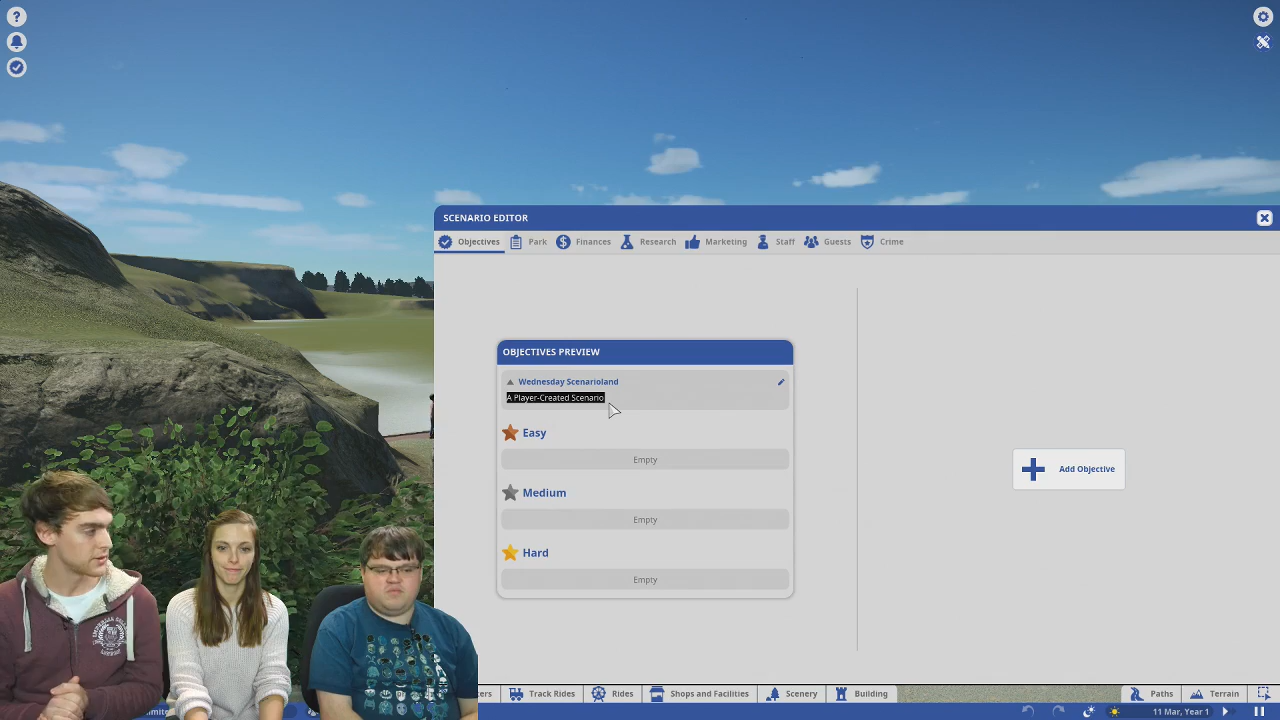 ?
SCENARIO EDITOR
Objectives Park Finances Research Marketing Staff Guests Crime
OBJECTIVES PREVIEW
Wednesday Scenarioland
A Player-Created Scenario
Easy
Empty
Medium
Empty
Hard
Empty
Add Objective
Track Rides Rides Shops and Facilities Scenery Building Paths Terrain
11 Mar, Year 1